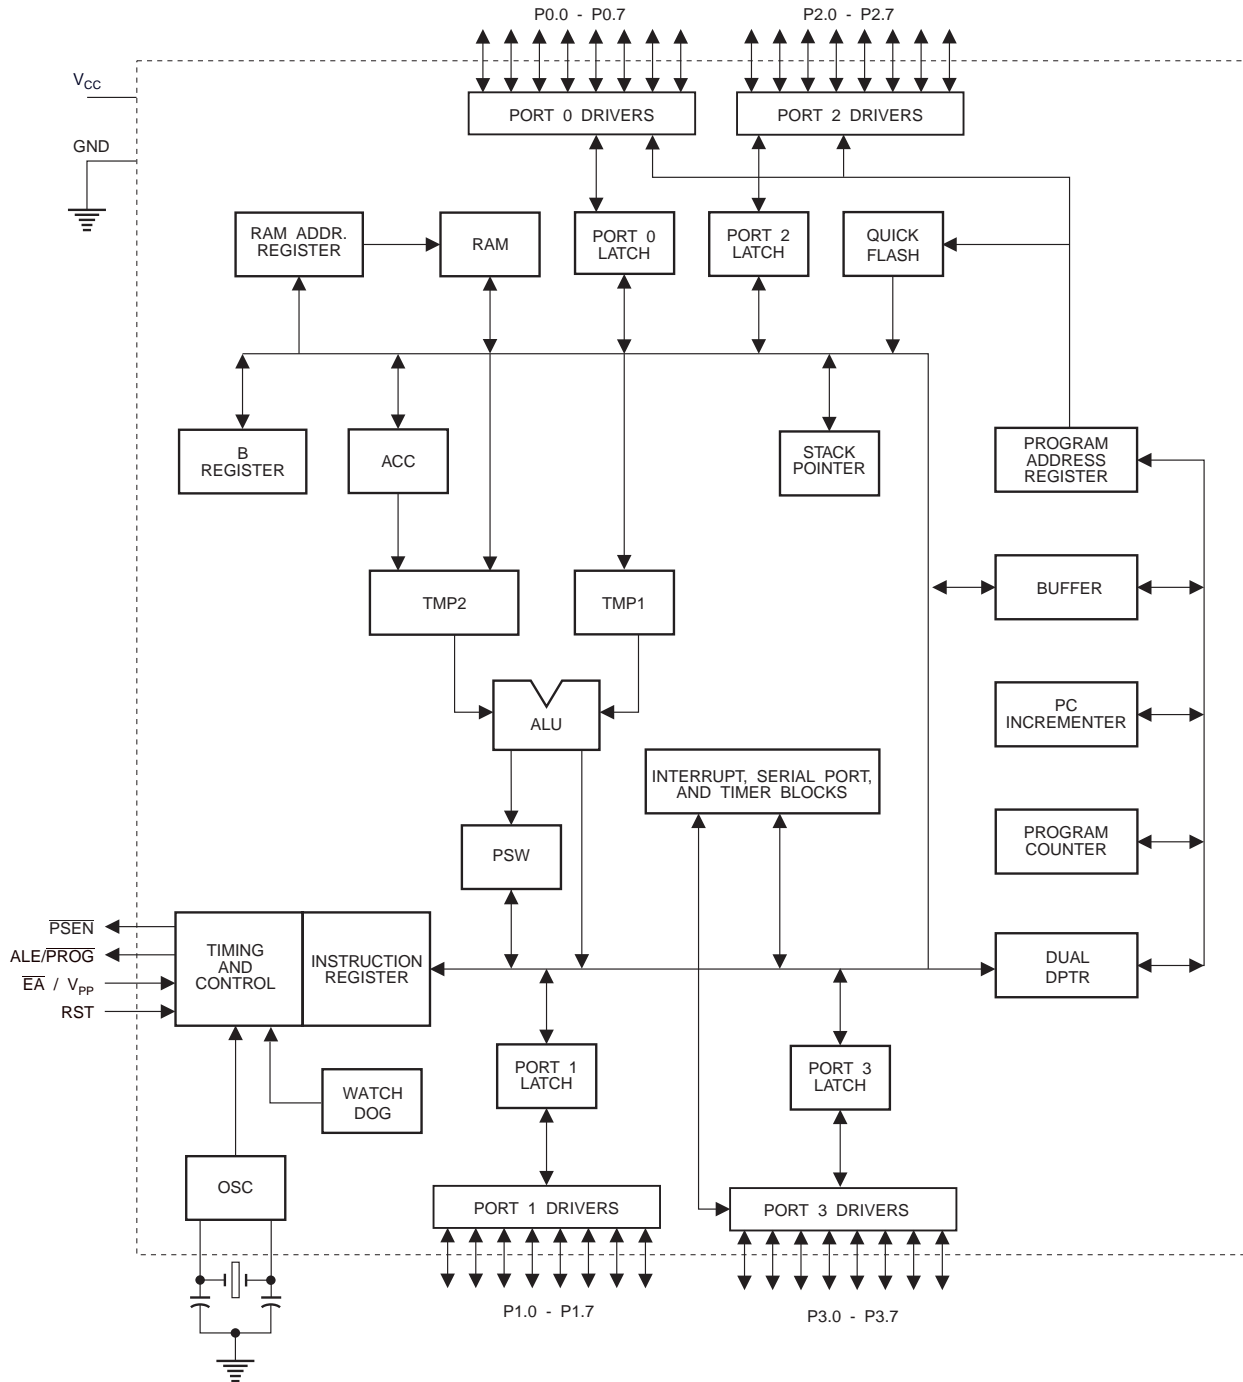 P0.0 - P0.7
P2.0 - P2.7
VCC
PORT 0 DRIVERS
PORT 2 DRIVERS
GND
RAM ADDR.
REGISTER
RAM
PORT 0
LATCH
PORT 2
LATCH
QUICK
FLASH
B
REGISTER
ACC
STACK
POINTER
PROGRAM
ADDRESS
REGISTER
TMP2
TMP1
BUFFER
ALU
PC
INCREMENTER
INTERRUPT, SERIAL PORT,
AND TIMER BLOCKS
PSW
PROGRAM
COUNTER
PSEN
ALE/PROG
EA / VPP
RST
TIMING
AND
CONTROL
INSTRUCTION
REGISTER
DUAL
DPTR
WATCH
DOG
PORT 1
LATCH
PORT 3
LATCH
OSC
PORT 1 DRIVERS
PORT 3 DRIVERS
P1.0 - P1.7
P3.0 - P3.7